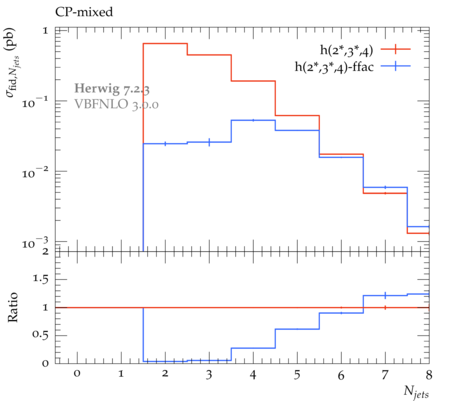 CP-mixed
σfid,Njets (pb)
1
10⁻¹
10⁻²
10⁻³
h(2*,3*,4)
h(2*,3*,4)-ffac
Herwig 7.2.3
VBFNLO 3.0.0
Ratio
2
1.5
1
0.5
0
0 1 2 3 4 5 6 7 8
Njets